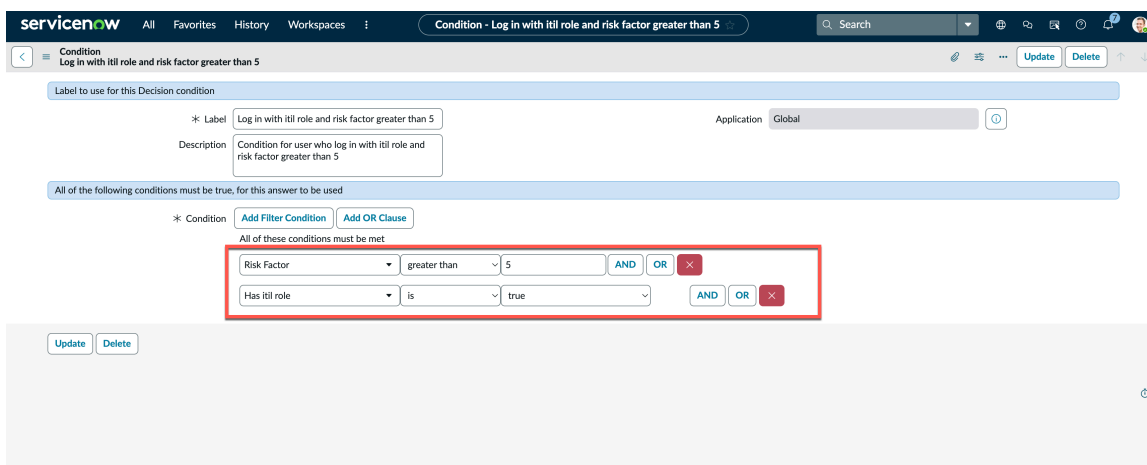 servicenow All Favorites History Workspaces Condition - Log in with itil role and risk factor greater than 5 Search 7
Condition
Log in with itil role and risk factor greater than 5
Update Delete
Label to use for this Decision condition
Label Log in with itil role and risk factor greater than 5 Application Global
Description Condition for user who log in with itil role and
risk factor greater than 5
All of the following conditions must be true, for this answer to be used
Condition Add Filter Condition Add OR Clause
All of these conditions must be met
Risk Factor greater than 5 AND OR
Has itil role is true AND OR
Update Delete